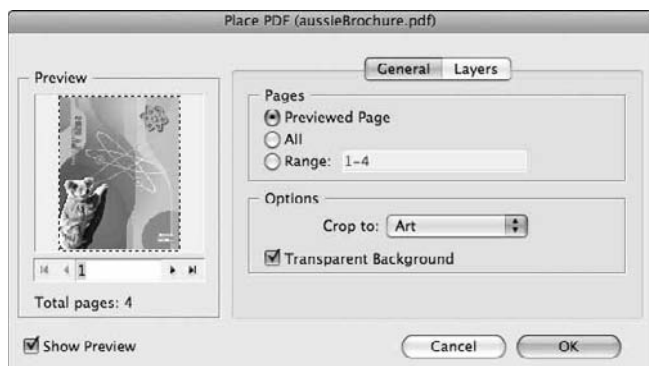 Place PDF (aussieBrochure.pdf)
Preview
1
Total pages: 4
Show Preview
General Layers
Pages
Previewed Page
All
Range: 1-4
Options
Crop to: Art
Transparent Background
Cancel OK